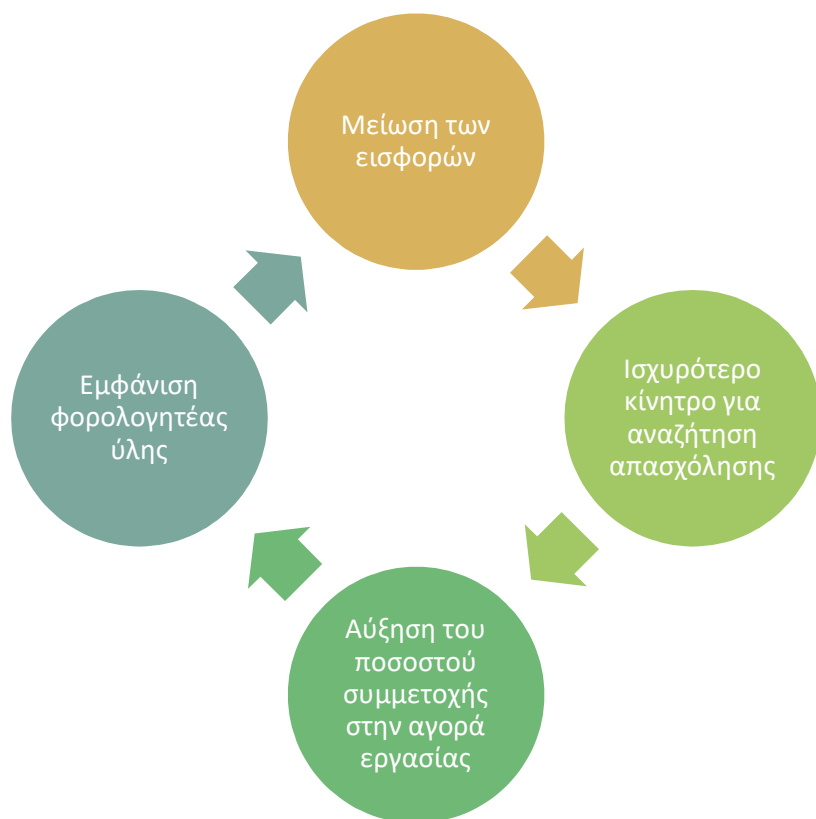 Μείωση των
εισφορών
Ισχυρότερο
κίνητρο για
αναζήτηση
απασχόλησης
Αύξηση του
ποσοστού
συμμετοχής
στην αγορά
εργασίας
Εμφάνιση
φορολογητέας
ύλης